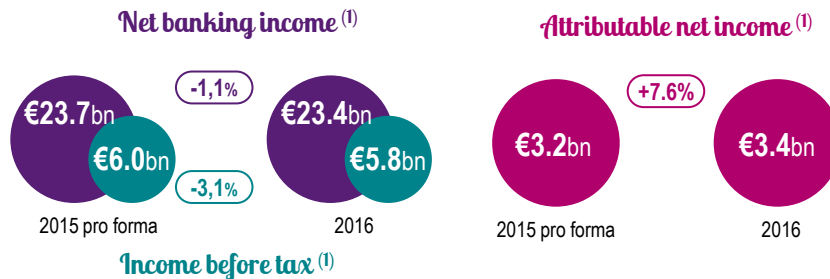 Net banking income (1)
Attributable net income (1)
-1,1%
+7.6%
€23.7bn
€23.4bn
€6.0bn
€5.8bn
€3.2bn
€3.4bn
-3,1%
2015 pro forma
2016
2015 pro forma
2016
Income before tax (1)